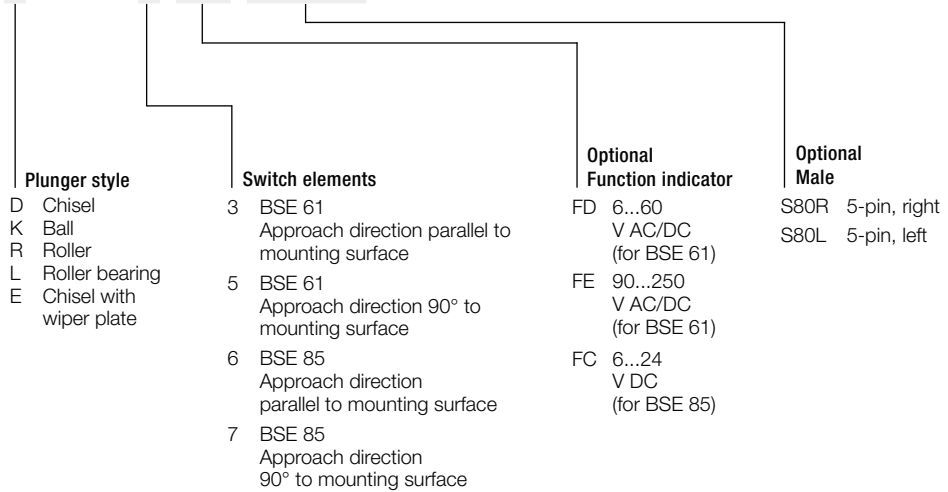 Plunger style
D Chisel
K Ball
R Roller
L Roller bearing
E Chisel with
wiper plate
Switch elements
3 BSE 61
Approach direction parallel to
mounting surface
5 BSE 61
Approach direction 90° to
mounting surface
6 BSE 85
Approach direction
parallel to mounting surface
7 BSE 85
Approach direction
90° to mounting surface
Optional
Function indicator
FD 6...60
V AC/DC
(for BSE 61)
FE 90...250
V AC/DC
(for BSE 61)
FC 6...24
V DC
(for BSE 85)
Optional
Male
S80R 5-pin, right
S80L 5-pin, left